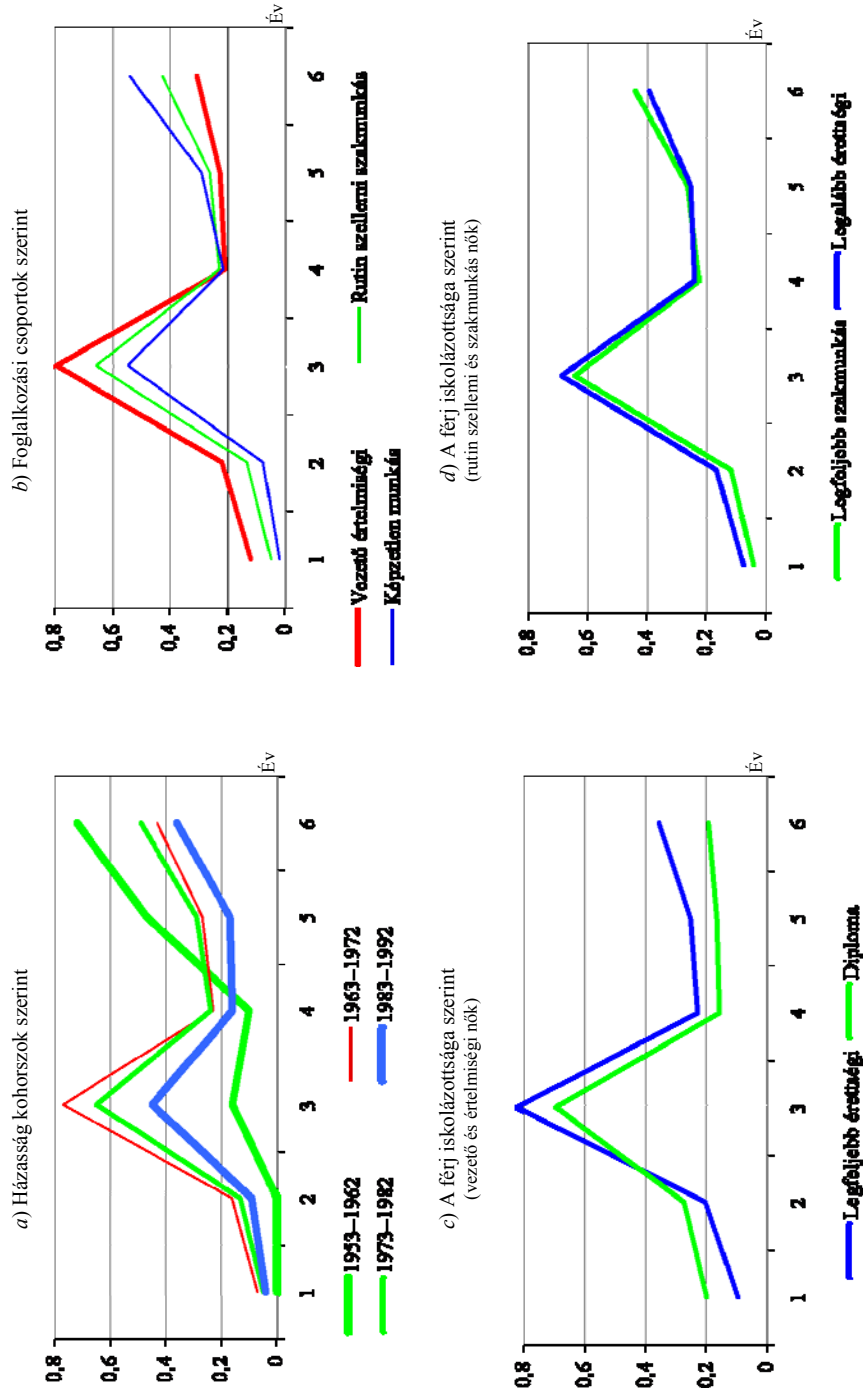 a) Házasság kohorszok szerint
0,8
0,6
0,4
0,2
0
1 2 3 4 5 6
Év
1953–1962 1963–1972
1973–1982 1983–1992
b) Foglalkozási csoportok szerint
0,8
0,6
0,4
0,2
0
1 2 3 4 5 6
Év
Vezető értelmiségi Rutin szellemi szakmunkás
Képzetlen munkás
c) A férj iskolázottsága szerint
(vezető és értelmiségi nők)
0,8
0,6
0,4
0,2
0
1 2 3 4 5 6
Év
Legfeljebb érettségi Diploma
d) A férj iskolázottsága szerint
(rutin szellemi és szakmunkás nők)
0,8
0,6
0,4
0,2
0
1 2 3 4 5 6
Év
Legfeljebb szakmunkás Legalább érettségi